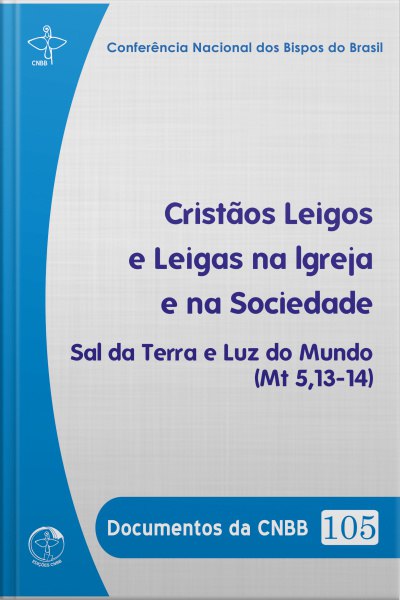 CNBB
Conferência Nacional dos Bispos do Brasil
Cristãos Leigos
e Leigas na Igreja
e na Sociedade
Sal da Terra e Luz do Mundo
(Mt 5,13-14)
Documentos da CNBB 105
EDIÇÕES CNBB